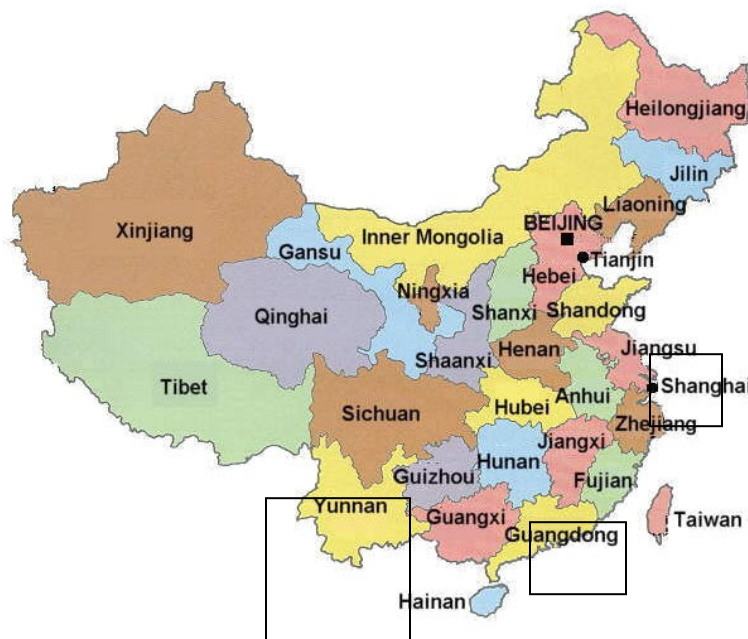 Heilongjiang
Jilin
Liaoning
BEIJING
Xinjiang
Inner Mongolia
Gansu
Tianjin
Hebei
Ningxia
Qinghai
Shanxi
Shandong
Henan
Jiangsu
Shaanxi
Tibet
Shanghai
Anhui
Sichuan
Hubei
Zhejiang
Jiangxi
Hunan
Guizhou
Fujian
Yunnan
Guangxi
Taiwan
Guangdong
Hainan